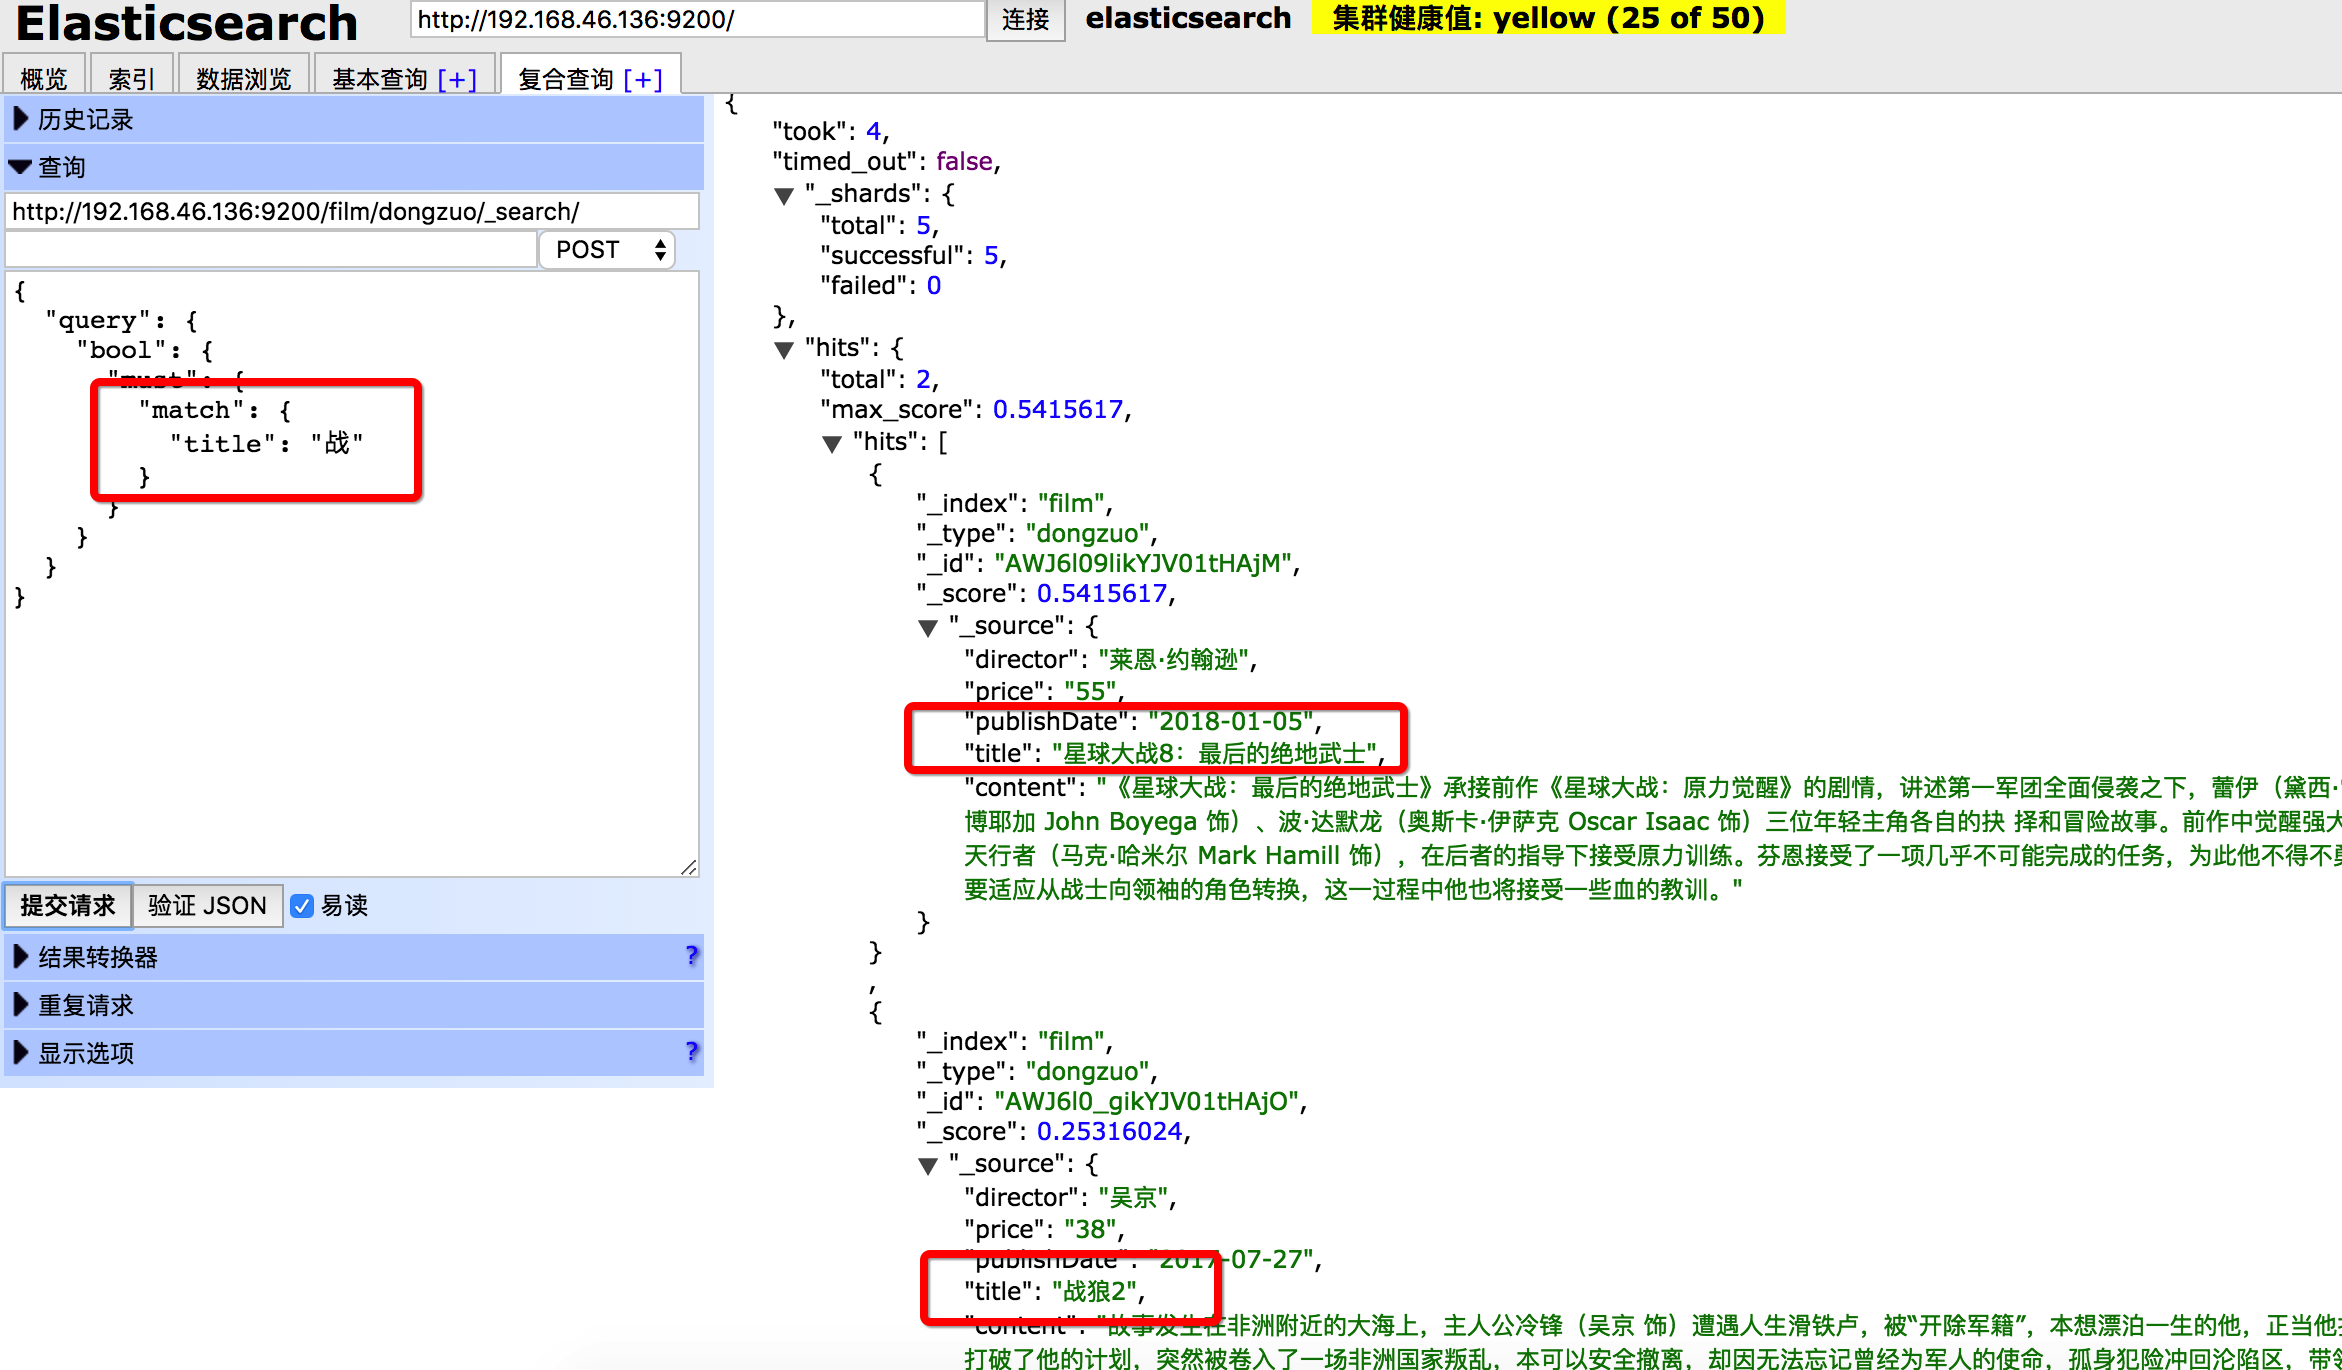 Elasticsearch
http://192.168.46.136:9200/
连接
elasticsearch
集群健康值: yellow (25 of 50)
概览
索引
数据浏览
基本查询 [+]
复合查询 [+]
历史记录
查询
http://192.168.46.136:9200/film/dongzuo/_search/
POST
{
"query": {
"bool": {
"must": {
"match": {
"title": "战"
}
}
}
}
}
提交请求
验证 JSON
易读
结果转换器 ?
重复请求
显示选项 ?
{
"took": 4,
"timed_out": false,
"_shards": {
"total": 5,
"successful": 5,
"failed": 0
},
"hits": {
"total": 2,
"max_score": 0.5415617,
"hits": [
{
"_index": "film",
"_type": "dongzuo",
"_id": "AWJ6l09likYJV01tHAjM",
"_score": 0.5415617,
"_source": {
"director": "莱恩·约翰逊",
"price": "55",
"publishDate": "2018-01-05",
"title": "星球大战8：最后的绝地武士",
"content": "《星球大战：最后的绝地武士》承接前作《星球大战：原力觉醒》的剧情，讲述第一军团全面侵袭之下，蕾伊（黛西·
博耶加 John Boyega 饰）、波·达默龙（奥斯卡·伊萨克 Oscar Isaac 饰）三位年轻主角各自的抉 择和冒险故事。前作中觉醒强大
天行者（马克·哈米尔 Mark Hamill 饰），在后者的指导下接受原力训练。芬恩接受了一项几乎不可能完成的任务，为此他不得不
要适应从战士向领袖的角色转换，这一过程中他也将接受一些血的教训。"
}
}
,
{
"_index": "film",
"_type": "dongzuo",
"_id": "AWJ6l0_gikYJV01tHAjO",
"_score": 0.25316024,
"_source": {
"director": "吴京",
"price": "38",
"publishDate": "2017-07-27",
"title": "战狼2",
"content": "故事发生在非洲附近的大海上，主人公冷锋（吴京 饰）遭遇人生滑铁卢，被“开除军籍”，本想漂泊一生的他，正当他
打破了他的计划，突然被卷入了一场非洲国家叛乱，本可以安全撤离，却因无法忘记曾经为军人的使命，孤身犯险冲回沦陷区，带领